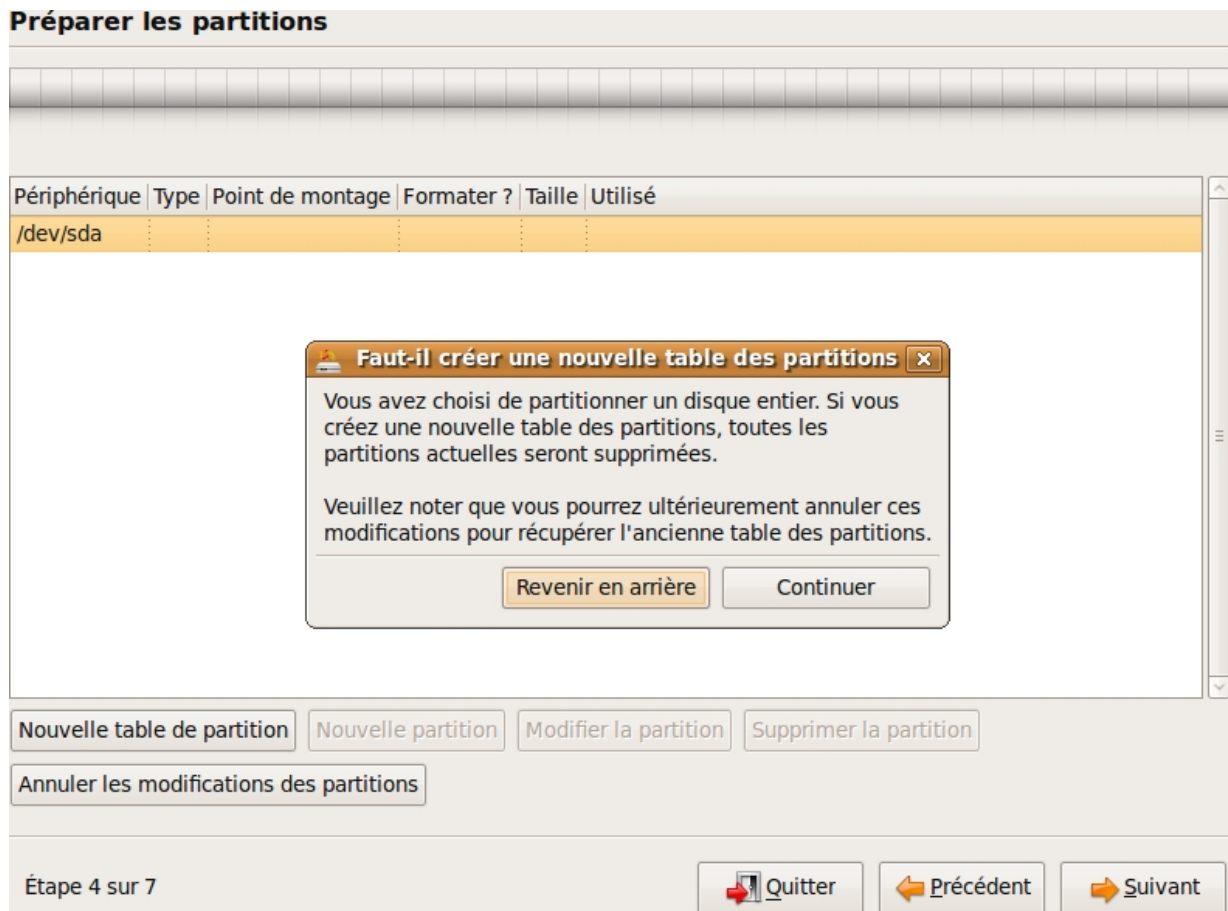 Préparer les partitions
Périphérique Type Point de montage Formater ? Taille Utilisé
/dev/sda
Faut-il créer une nouvelle table des partitions
Vous avez choisi de partitionner un disque entier. Si vous
créez une nouvelle table des partitions, toutes les
partitions actuelles seront supprimées.
Veuillez noter que vous pourrez ultérieurement annuler ces
modifications pour récupérer l'ancienne table des partitions.
Revenir en arrière Continuer
Nouvelle table de partition Nouvelle partition Modifier la partition Supprimer la partition
Annuler les modifications des partitions
Étape 4 sur 7 Quitter Précédent Suivant